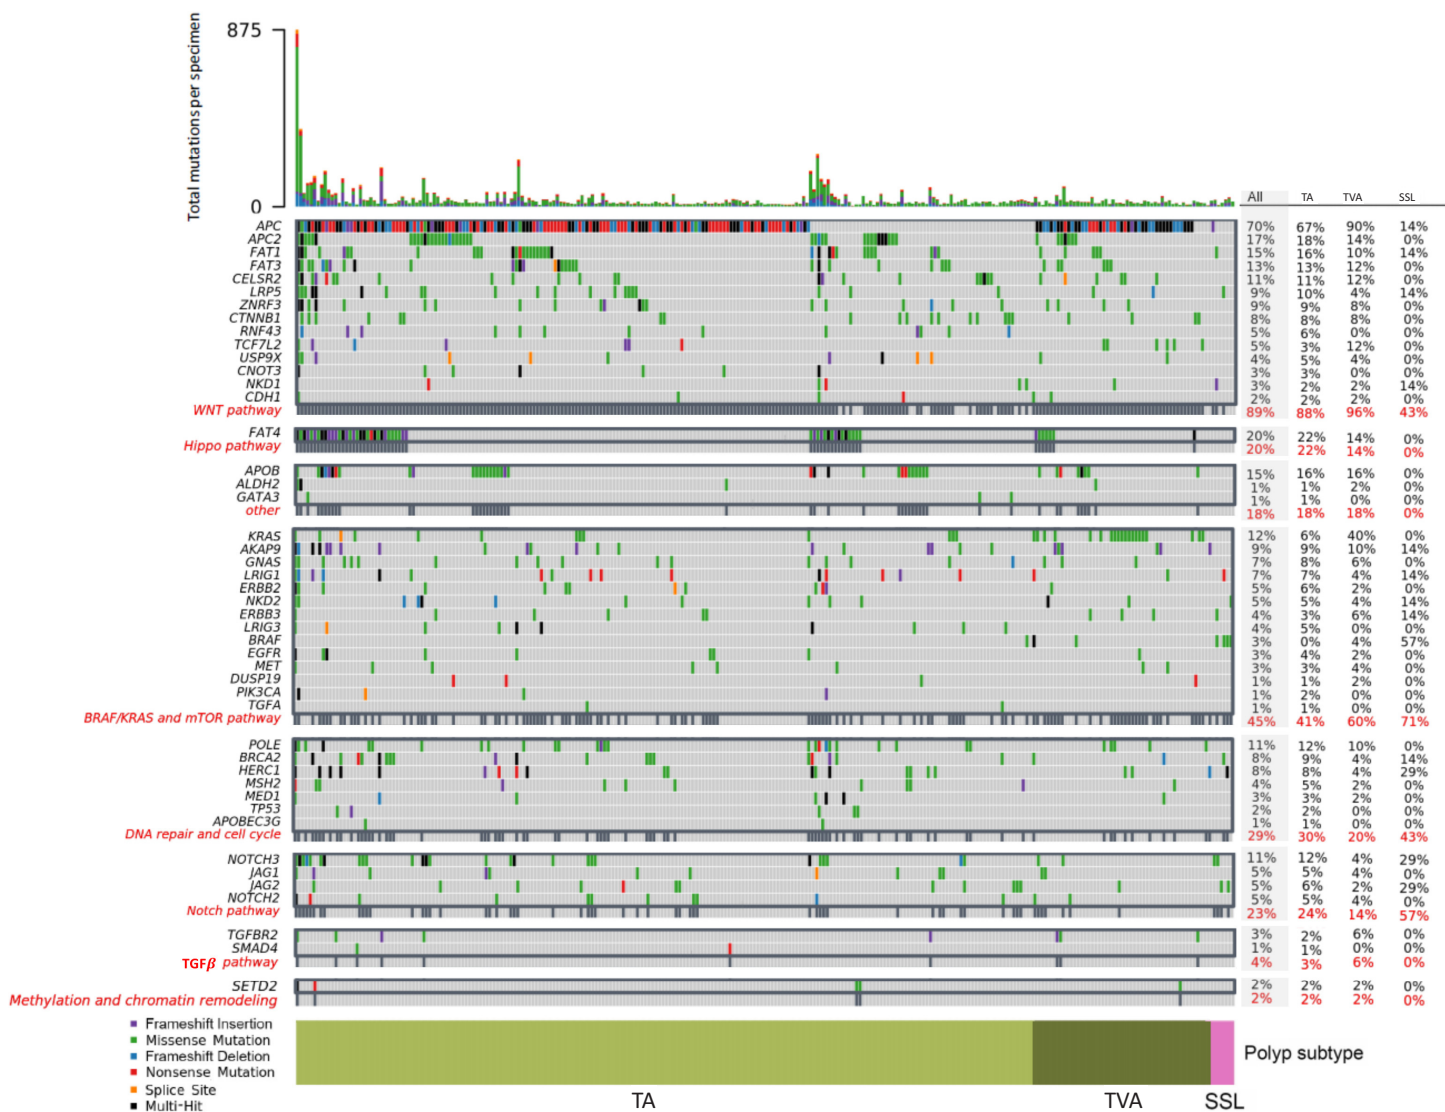 Total mutations per specimen
875
0
All TA TVA SSL
APC 70% 67% 90% 14%
APC2 17% 18% 14% 0%
FAT1 15% 16% 10% 14%
FAT3 13% 13% 12% 0%
CELSR2 11% 11% 12% 0%
LRP5 9% 10% 4% 14%
ZNRF3 9% 9% 8% 0%
CTNNB1 8% 8% 8% 0%
RNF43 5% 6% 0% 0%
TCF7L2 5% 3% 12% 0%
USP9X 4% 5% 4% 0%
CNOT3 3% 3% 0% 0%
NKD1 3% 2% 2% 14%
CDH1 2% 2% 2% 0%
WNT pathway 89% 88% 96% 43%
FAT4 20% 22% 14% 0%
Hippo pathway 20% 22% 14% 0%
APOB 15% 16% 16% 0%
ALDH2 1% 1% 2% 0%
GATA3 1% 1% 0% 0%
other 18% 18% 18% 0%
KRAS 12% 6% 40% 0%
AKAP9 9% 9% 10% 14%
GNAS 7% 8% 6% 0%
LRIG1 7% 7% 4% 14%
ERBB2 5% 6% 2% 0%
NKD2 5% 5% 4% 14%
ERBB3 4% 3% 6% 14%
LRIG3 4% 5% 0% 0%
BRAF 3% 0% 4% 57%
EGFR 3% 4% 2% 0%
MET 3% 3% 4% 0%
DUSP19 1% 1% 2% 0%
PIK3CA 1% 2% 0% 0%
TGFA 1% 1% 0% 0%
BRAF/KRAS and mTOR pathway 45% 41% 60% 71%
POLE 11% 12% 10% 0%
BRCA2 8% 9% 4% 14%
HERC1 8% 8% 4% 29%
MSH2 4% 5% 2% 0%
MED1 3% 3% 2% 0%
TP53 2% 2% 0% 0%
APOBEC3G 1% 1% 0% 0%
DNA repair and cell cycle 29% 30% 20% 43%
NOTCH3 11% 12% 4% 29%
JAG1 5% 5% 4% 0%
JAG2 5% 6% 2% 29%
NOTCH2 5% 5% 4% 0%
Notch pathway 23% 24% 14% 57%
TGFBR2 3% 2% 6% 0%
SMAD4 1% 1% 0% 0%
TGFβ pathway 4% 3% 6% 0%
SETD2 2% 2% 2% 0%
Methylation and chromatin remodeling 2% 2% 2% 0%
Frameshift Insertion
Missense Mutation
Frameshift Deletion
Nonsense Mutation
Splice Site
Multi-Hit
Polyp subtype
TA TVA SSL